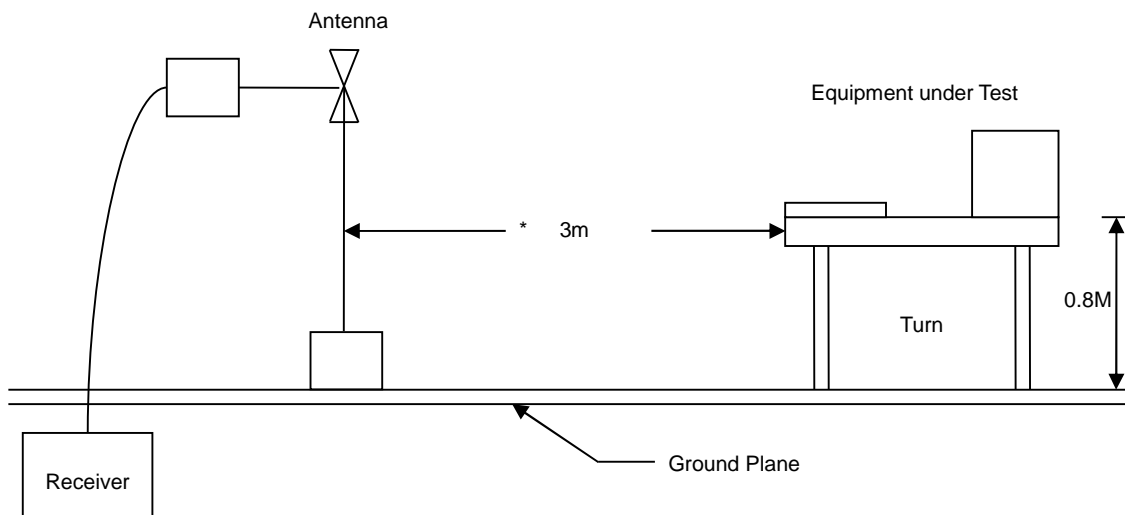 Antenna
Equipment under Test
* 3m
0.8M
Turn
Ground Plane
Receiver